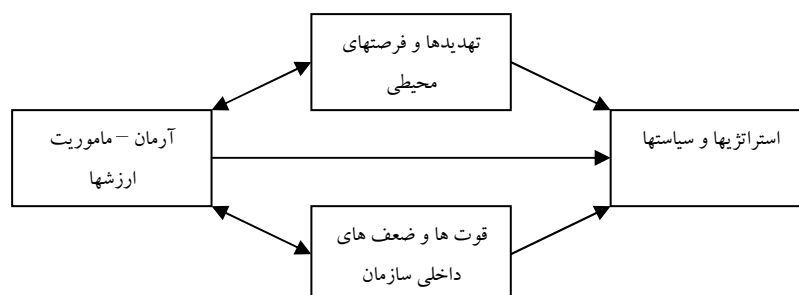 تهدیدها و فرصتهای
محیطی
آرمان – ماموریت
ارزشها
استراتژیها و سیاستها
قوت ها و ضعف های
داخلی سازمان